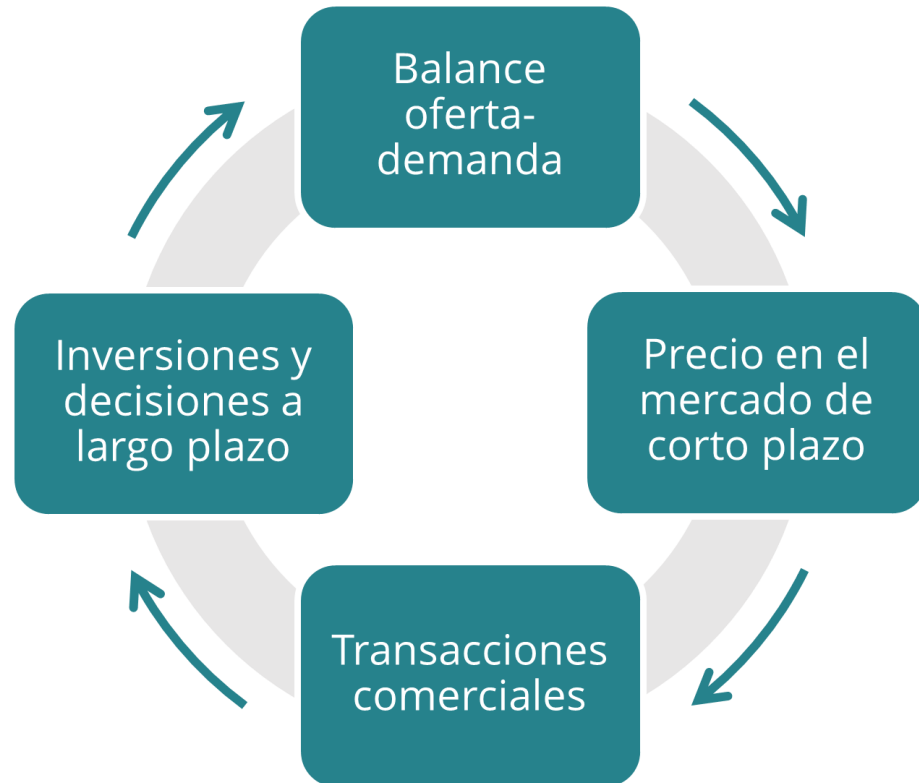 Balance
oferta-
demanda
Precio en el
mercado de
corto plazo
Transacciones
comerciales
Inversiones y
decisiones a
largo plazo